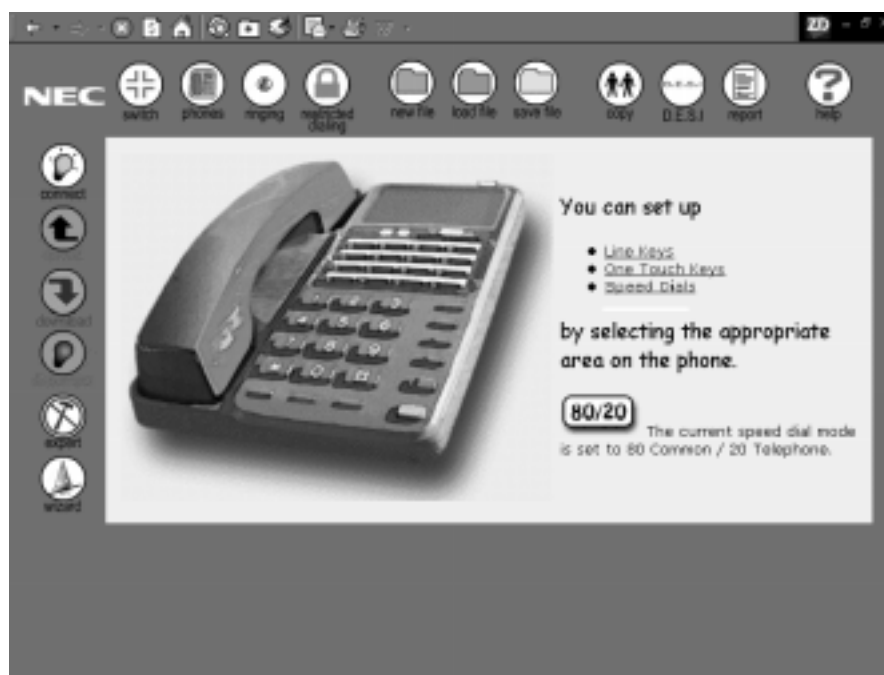 ZD
NEC
switch
phones
ringing
restricted
dialing
new file
load file
save file
copy
D.E.S.I
report
help
connect
download
expert
wizard
You can set up
Line Keys
One Touch Keys
Speed Dials
by selecting the appropriate
area on the phone.
80/20
The current speed dial mode
is set to 80 Common / 20 Telephone.